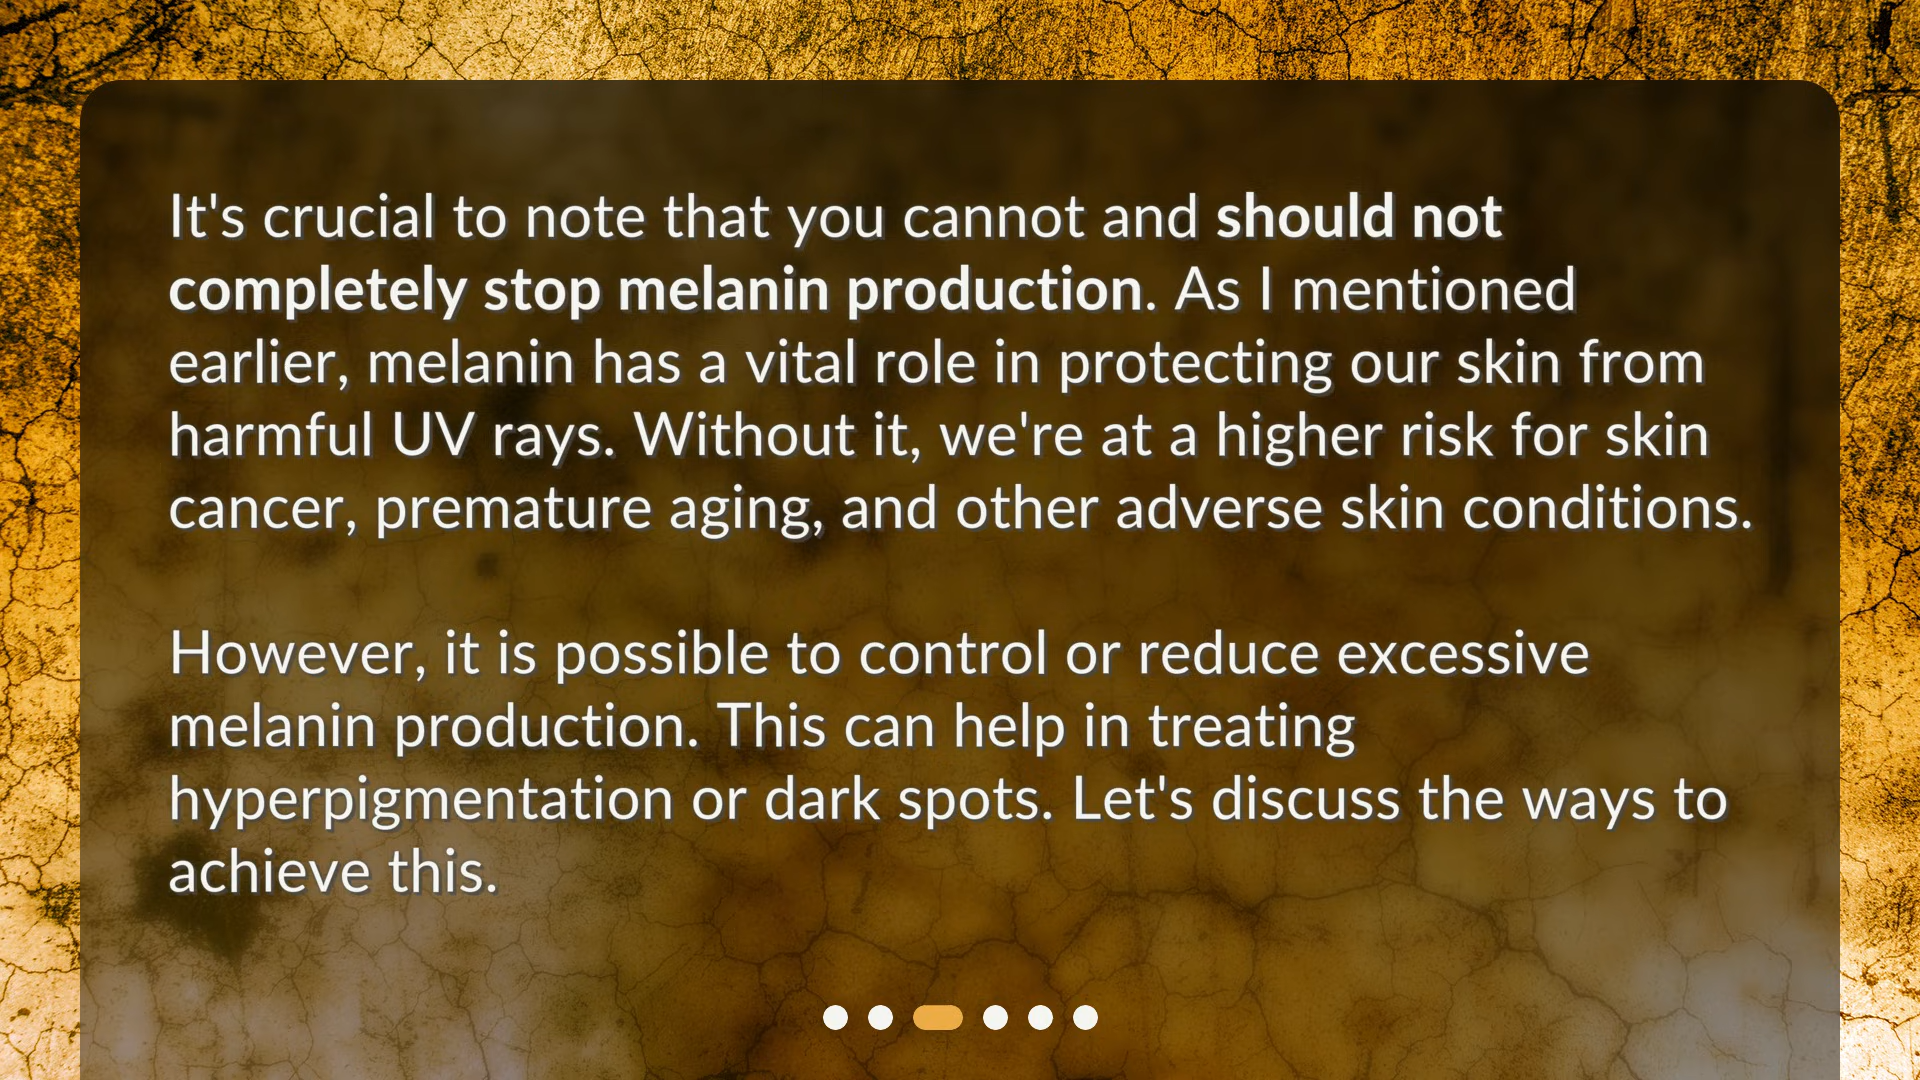 It's crucial to note that you cannot and should not
completely stop melanin production. As I mentioned
earlier, melanin has a vital role in protecting our skin from
harmful UV rays. Without it, we're at a higher risk for skin
cancer, premature aging, and other adverse skin conditions.
However, it is possible to control or reduce excessive
melanin production. This can help in treating
hyperpigmentation or dark spots. Let's discuss the ways to
achieve this.